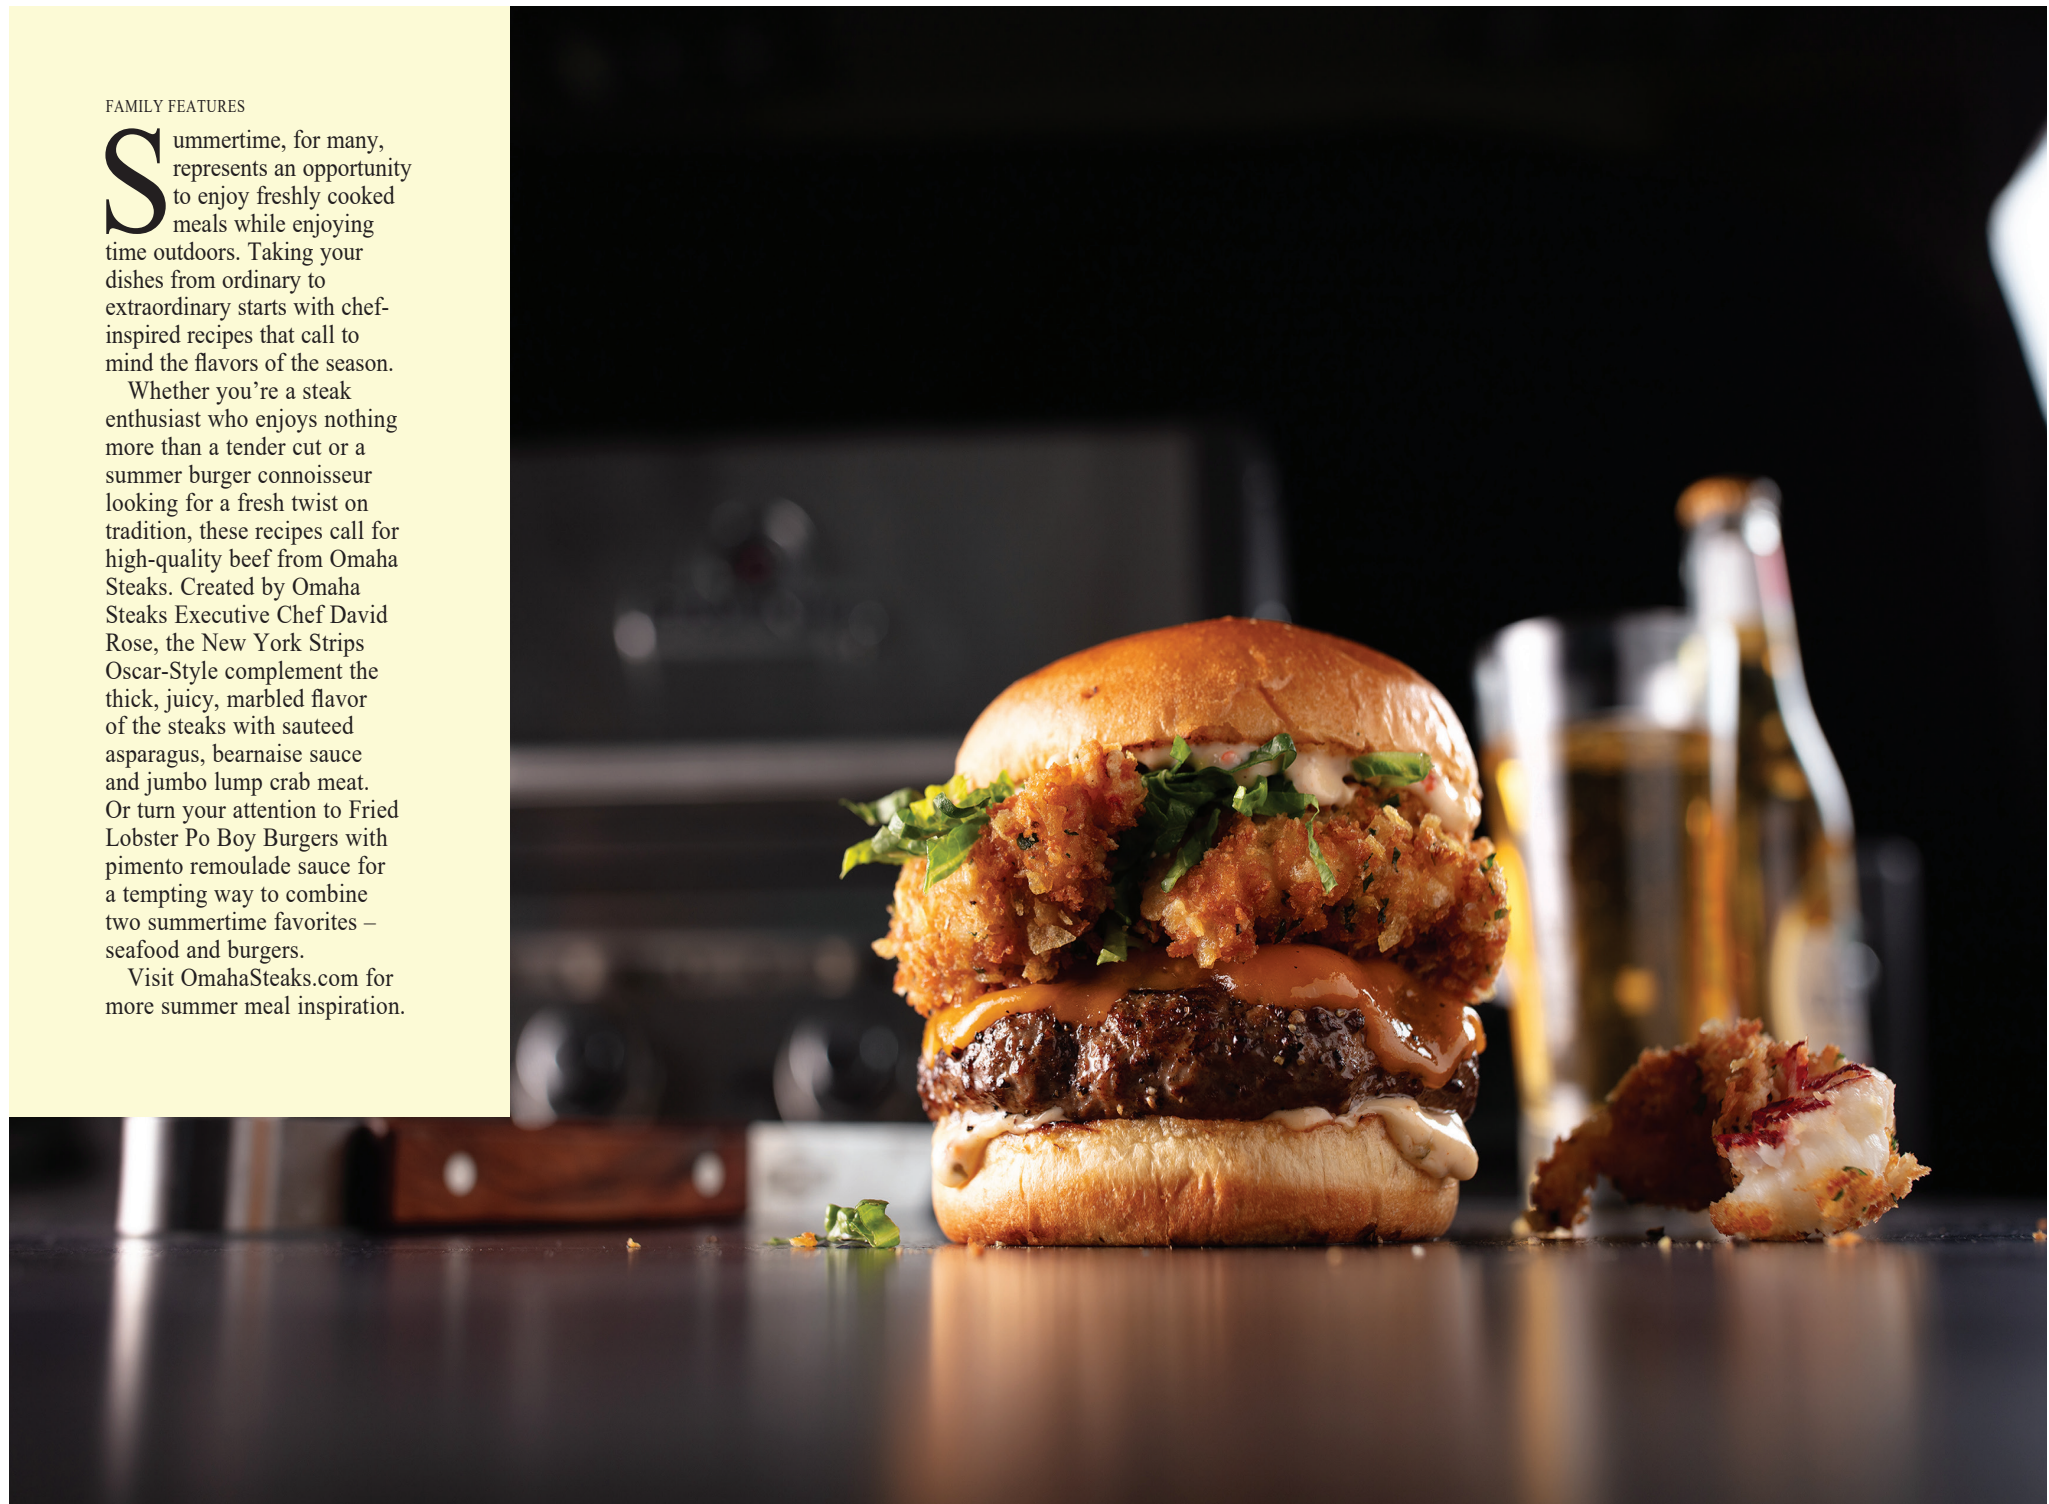 FAMILY FEATURES
Summertime, for many,
represents an opportunity
to enjoy freshly cooked
meals while enjoying
time outdoors. Taking your
dishes from ordinary to
extraordinary starts with chef-
inspired recipes that call to
mind the flavors of the season.
Whether you’re a steak
enthusiast who enjoys nothing
more than a tender cut or a
summer burger connoisseur
looking for a fresh twist on
tradition, these recipes call for
high-quality beef from Omaha
Steaks. Created by Omaha
Steaks Executive Chef David
Rose, the New York Strips
Oscar-Style complement the
thick, juicy, marbled flavor
of the steaks with sauteed
asparagus, bearnaise sauce
and jumbo lump crab meat.
Or turn your attention to Fried
Lobster Po Boy Burgers with
pimento remoulade sauce for
a tempting way to combine
two summertime favorites –
seafood and burgers.
Visit OmahaSteaks.com for
more summer meal inspiration.